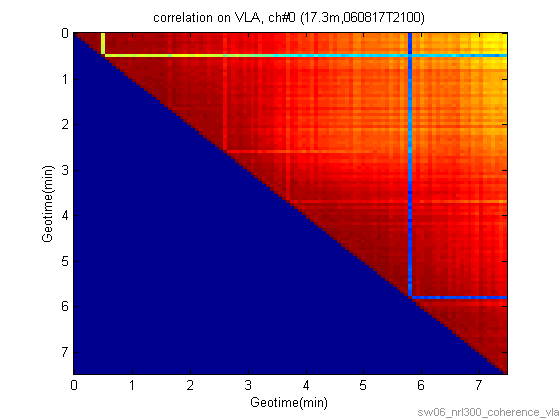 correlation on VLA, ch#0 (17.3m,060817T2100)
0
1
2
3
4
5
6
7
Geotime(min)
0 1 2 3 4 5 6 7
Geotime(min)
sw06_nrl300_coherence_vla